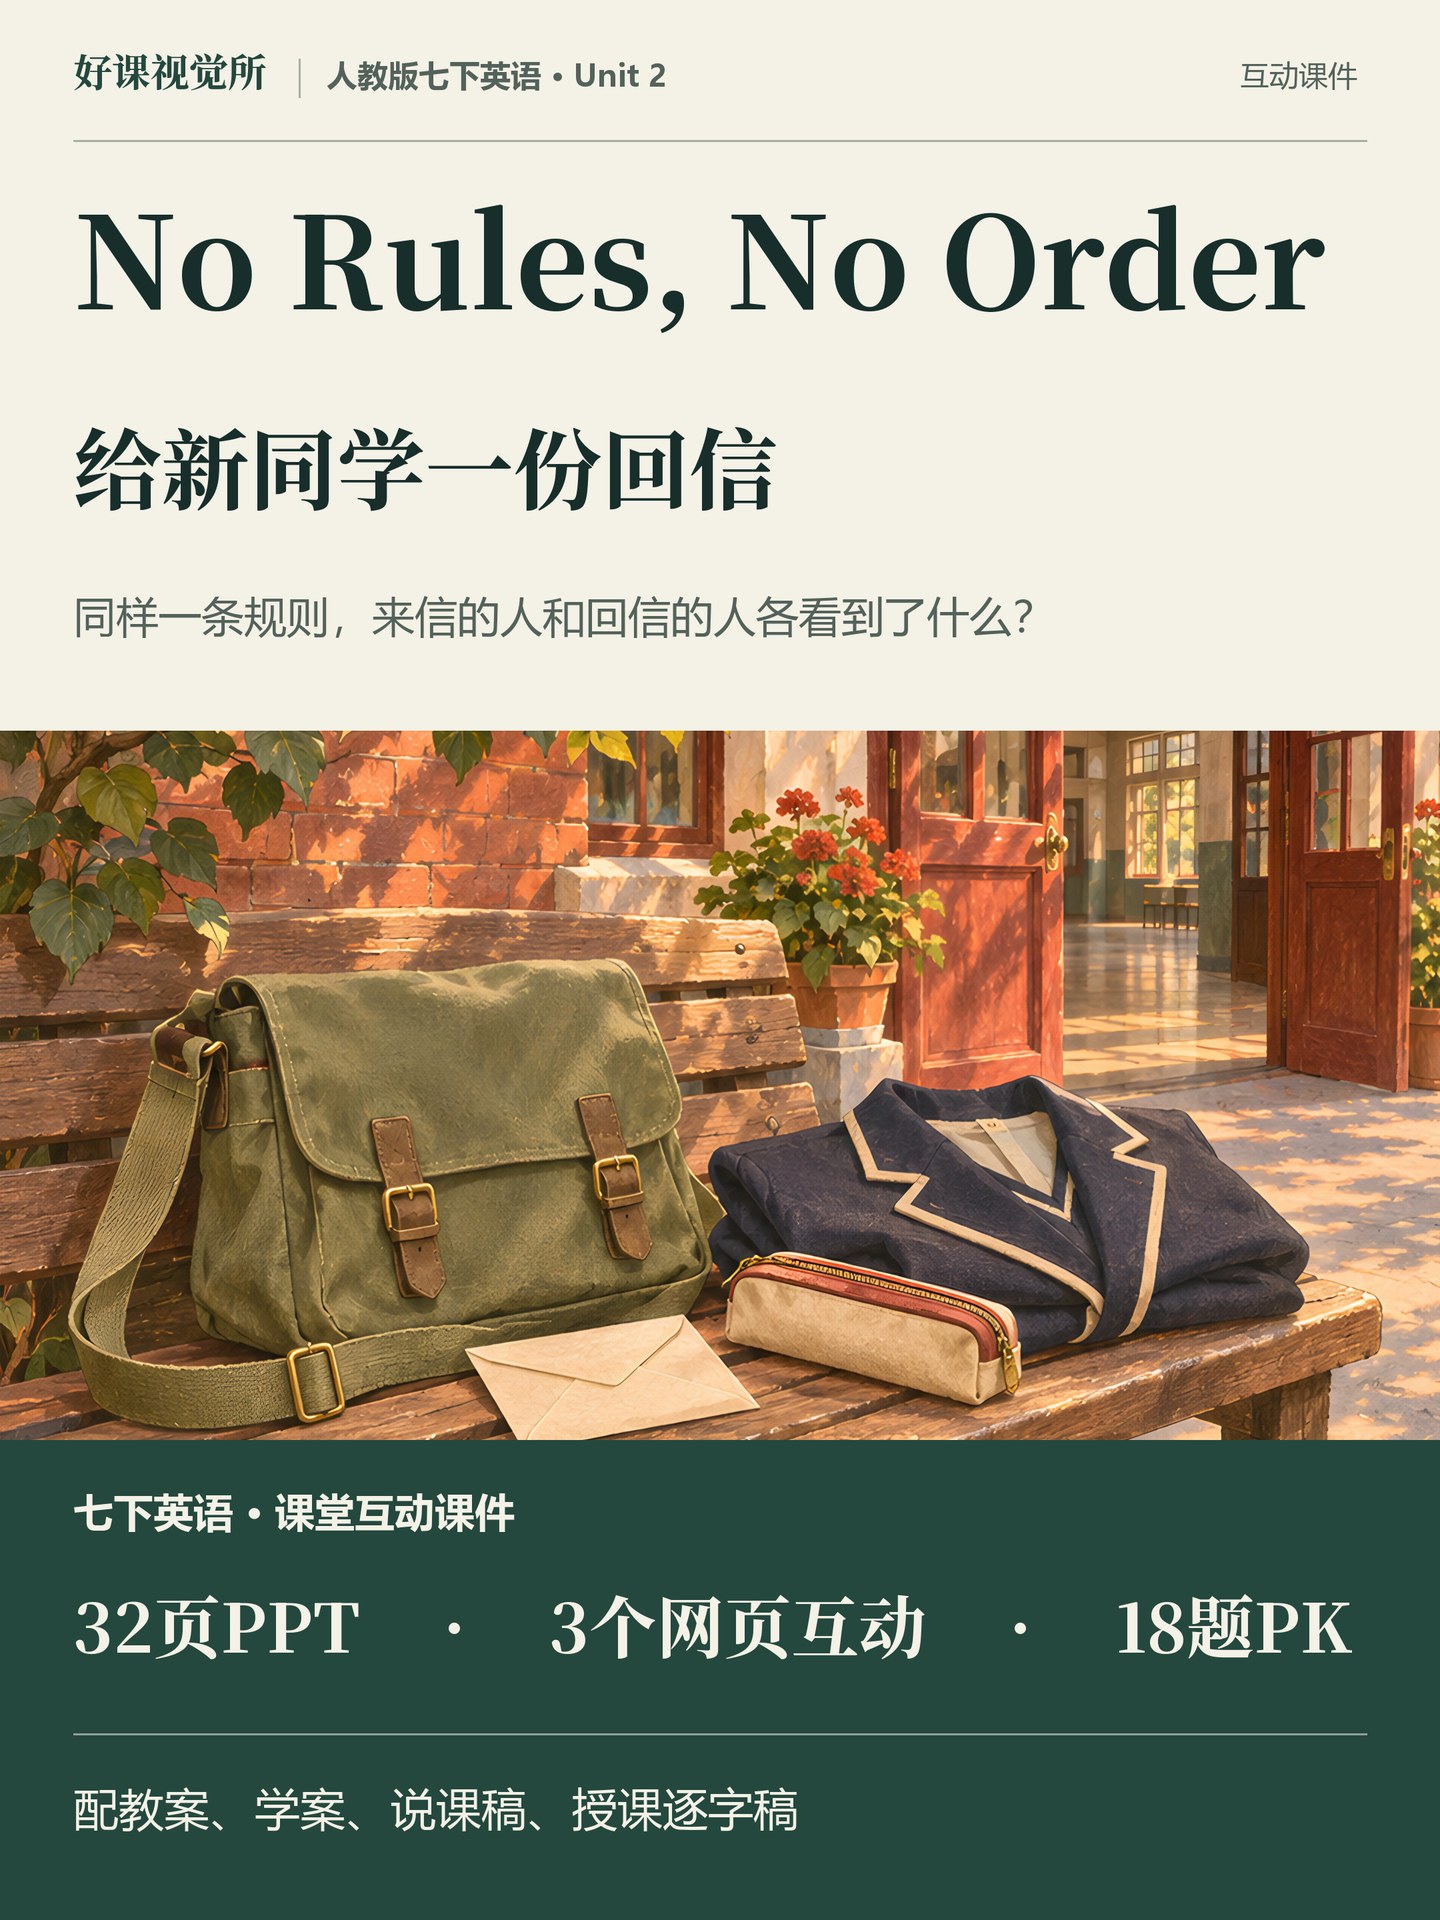 好课视觉所 | 人教版七下英语 • Unit 2
互动课件
No Rules, No Order
给新同学一份回信
同样一条规则，来信的人和回信的人各看到了什么？
七下英语 • 课堂互动课件
32页PPT · 3个网页互动 · 18题PK
配教案、学案、说课稿、授课逐字稿